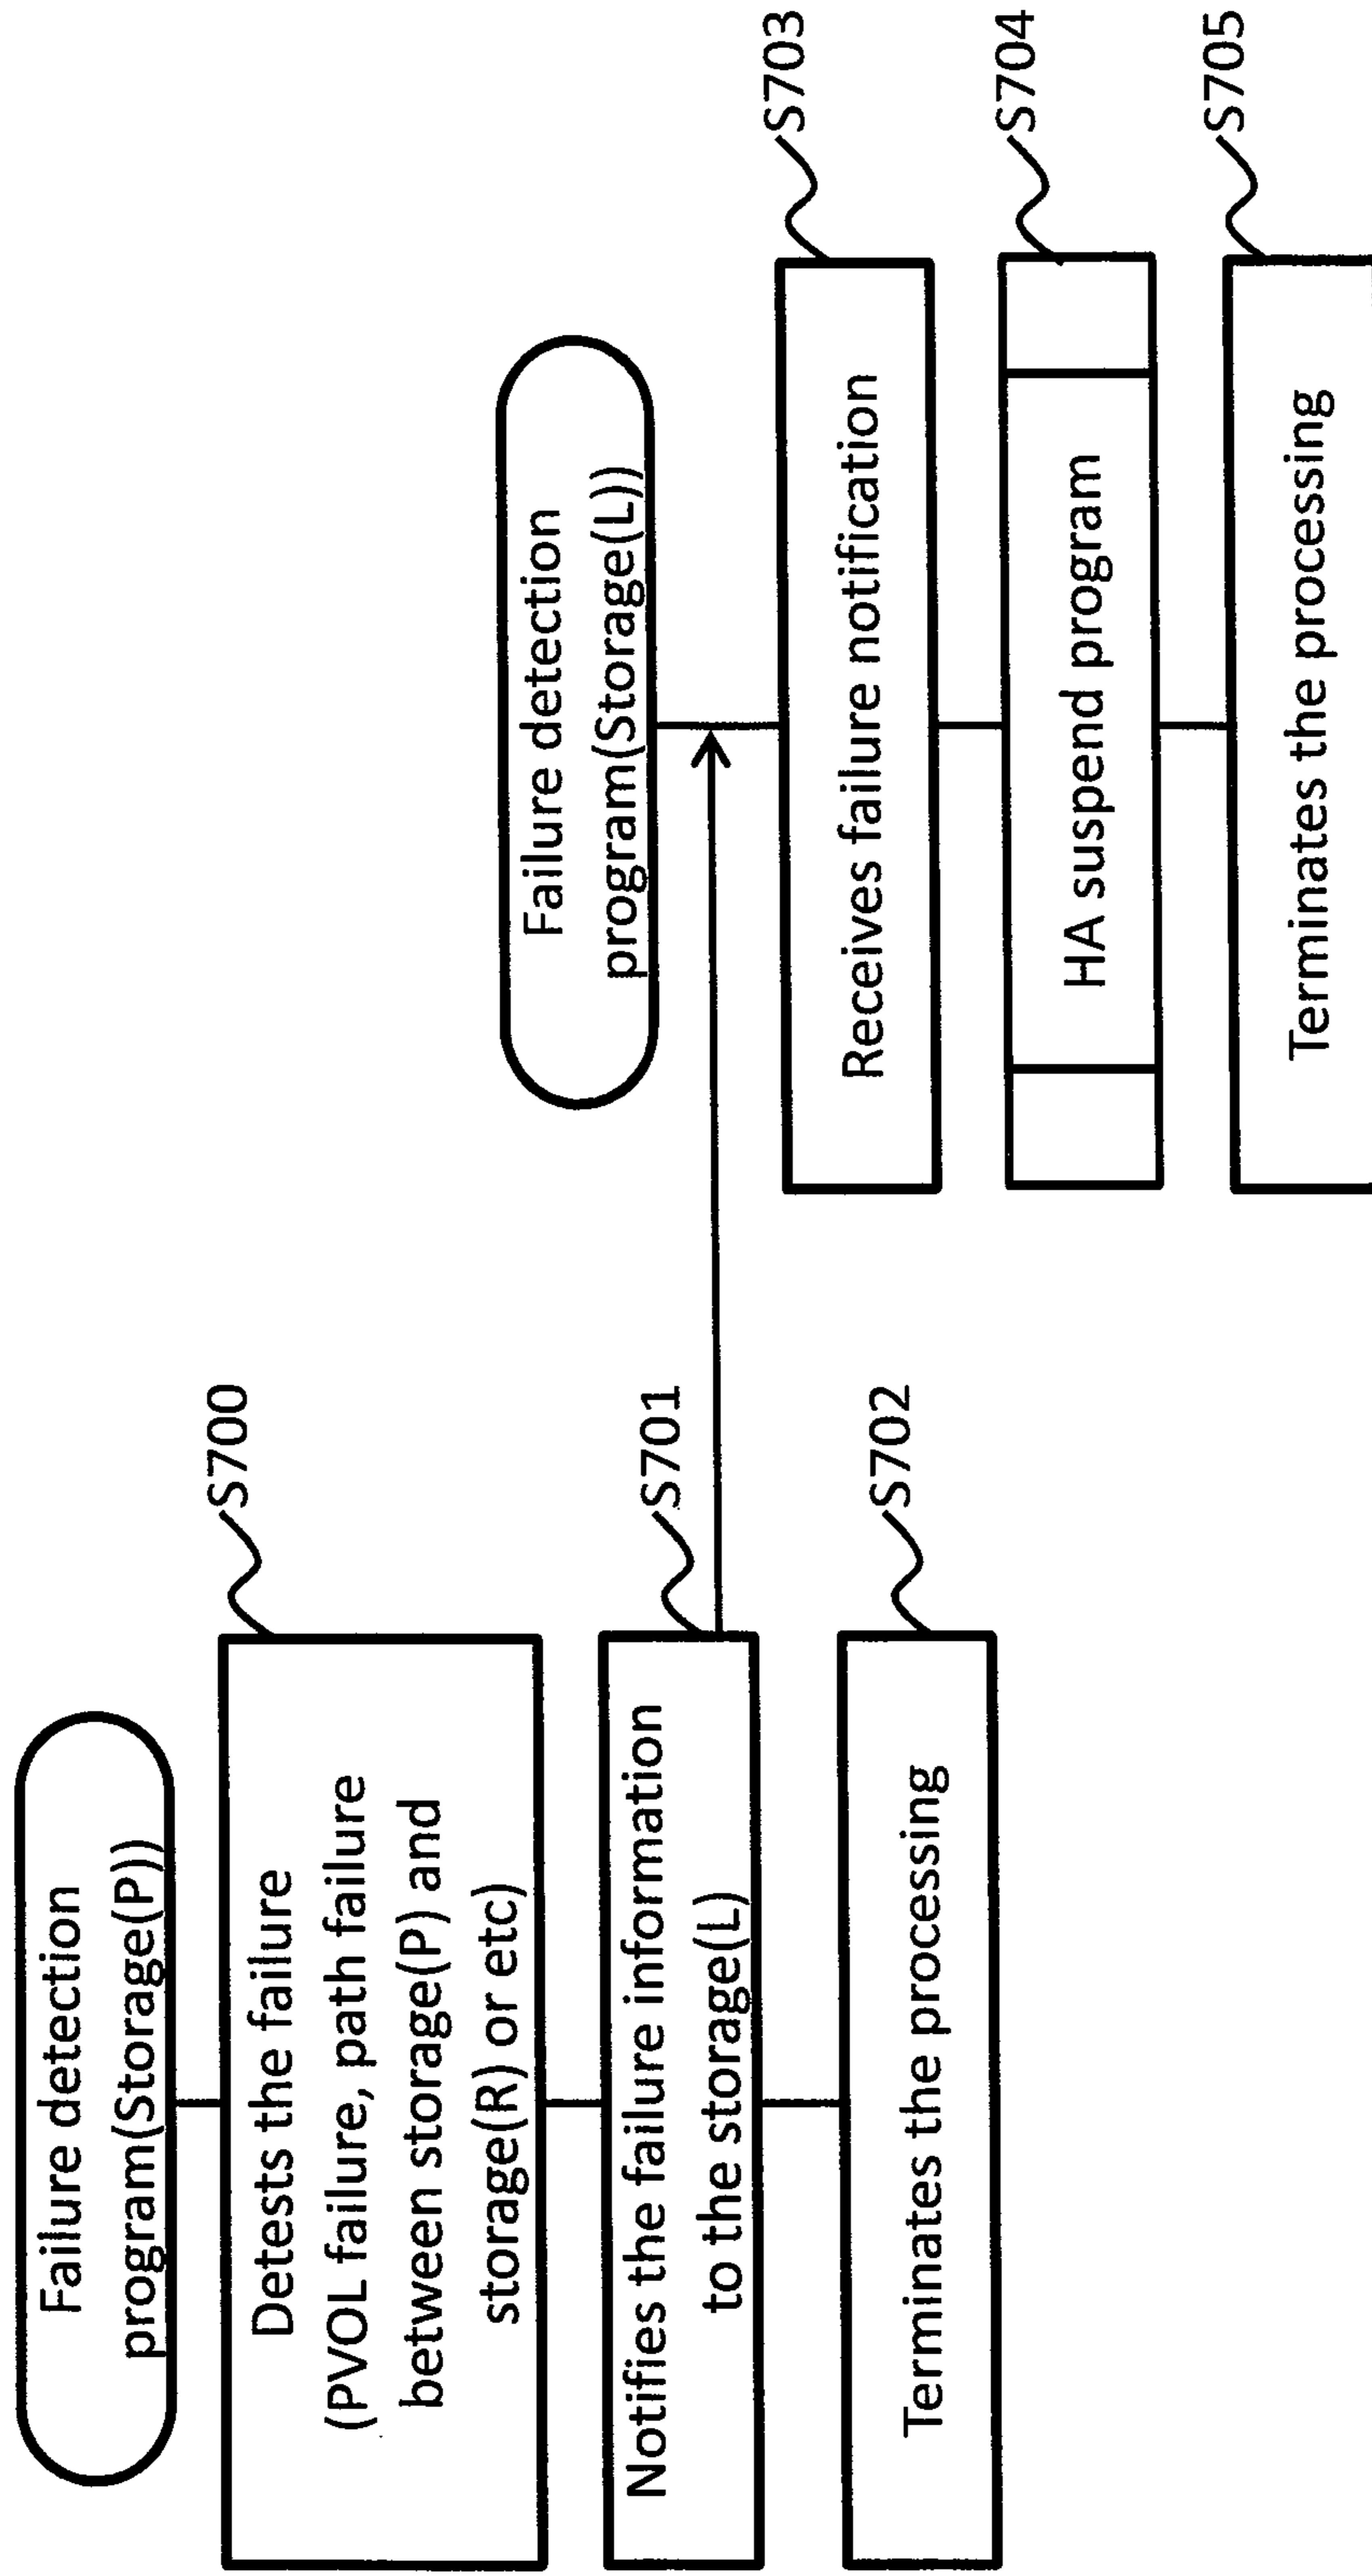 Failure detection
program(Storage(P))
Detests the failure
(PVOL failure, path failure
between storage(P) and
storage(R) or etc)
S700
Notifies the failure information
to the storage(L)
S701
Terminates the processing
S702
Failure detection
program(Storage(L))
Receives failure notification
S703
HA suspend program
S704
Terminates the processing
S705